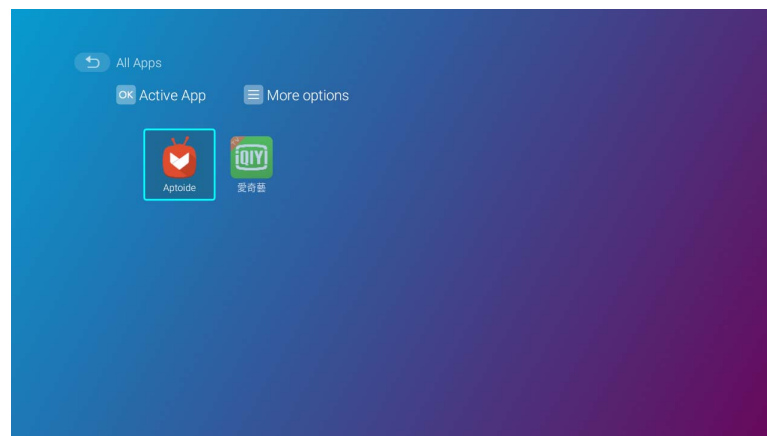 All Apps
OK Active App
More options
iQIYI
Aptoide
愛奇藝